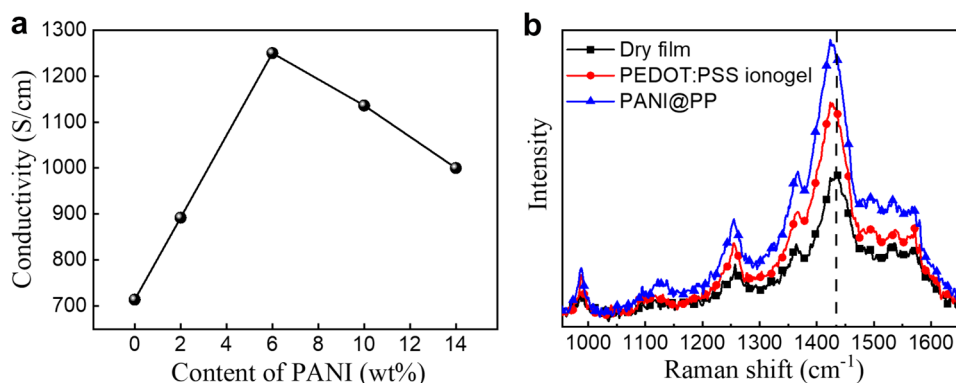 a
Conductivity (S/cm)
1300
1200
1100
1000
900
800
700
0 2 4 6 8 10 12 14
Content of PANI (wt%)
b
Intensity
Dry film
PEDOT:PSS ionogel
PANI@PP
1000 1100 1200 1300 1400 1500 1600
Raman shift (cm⁻¹)